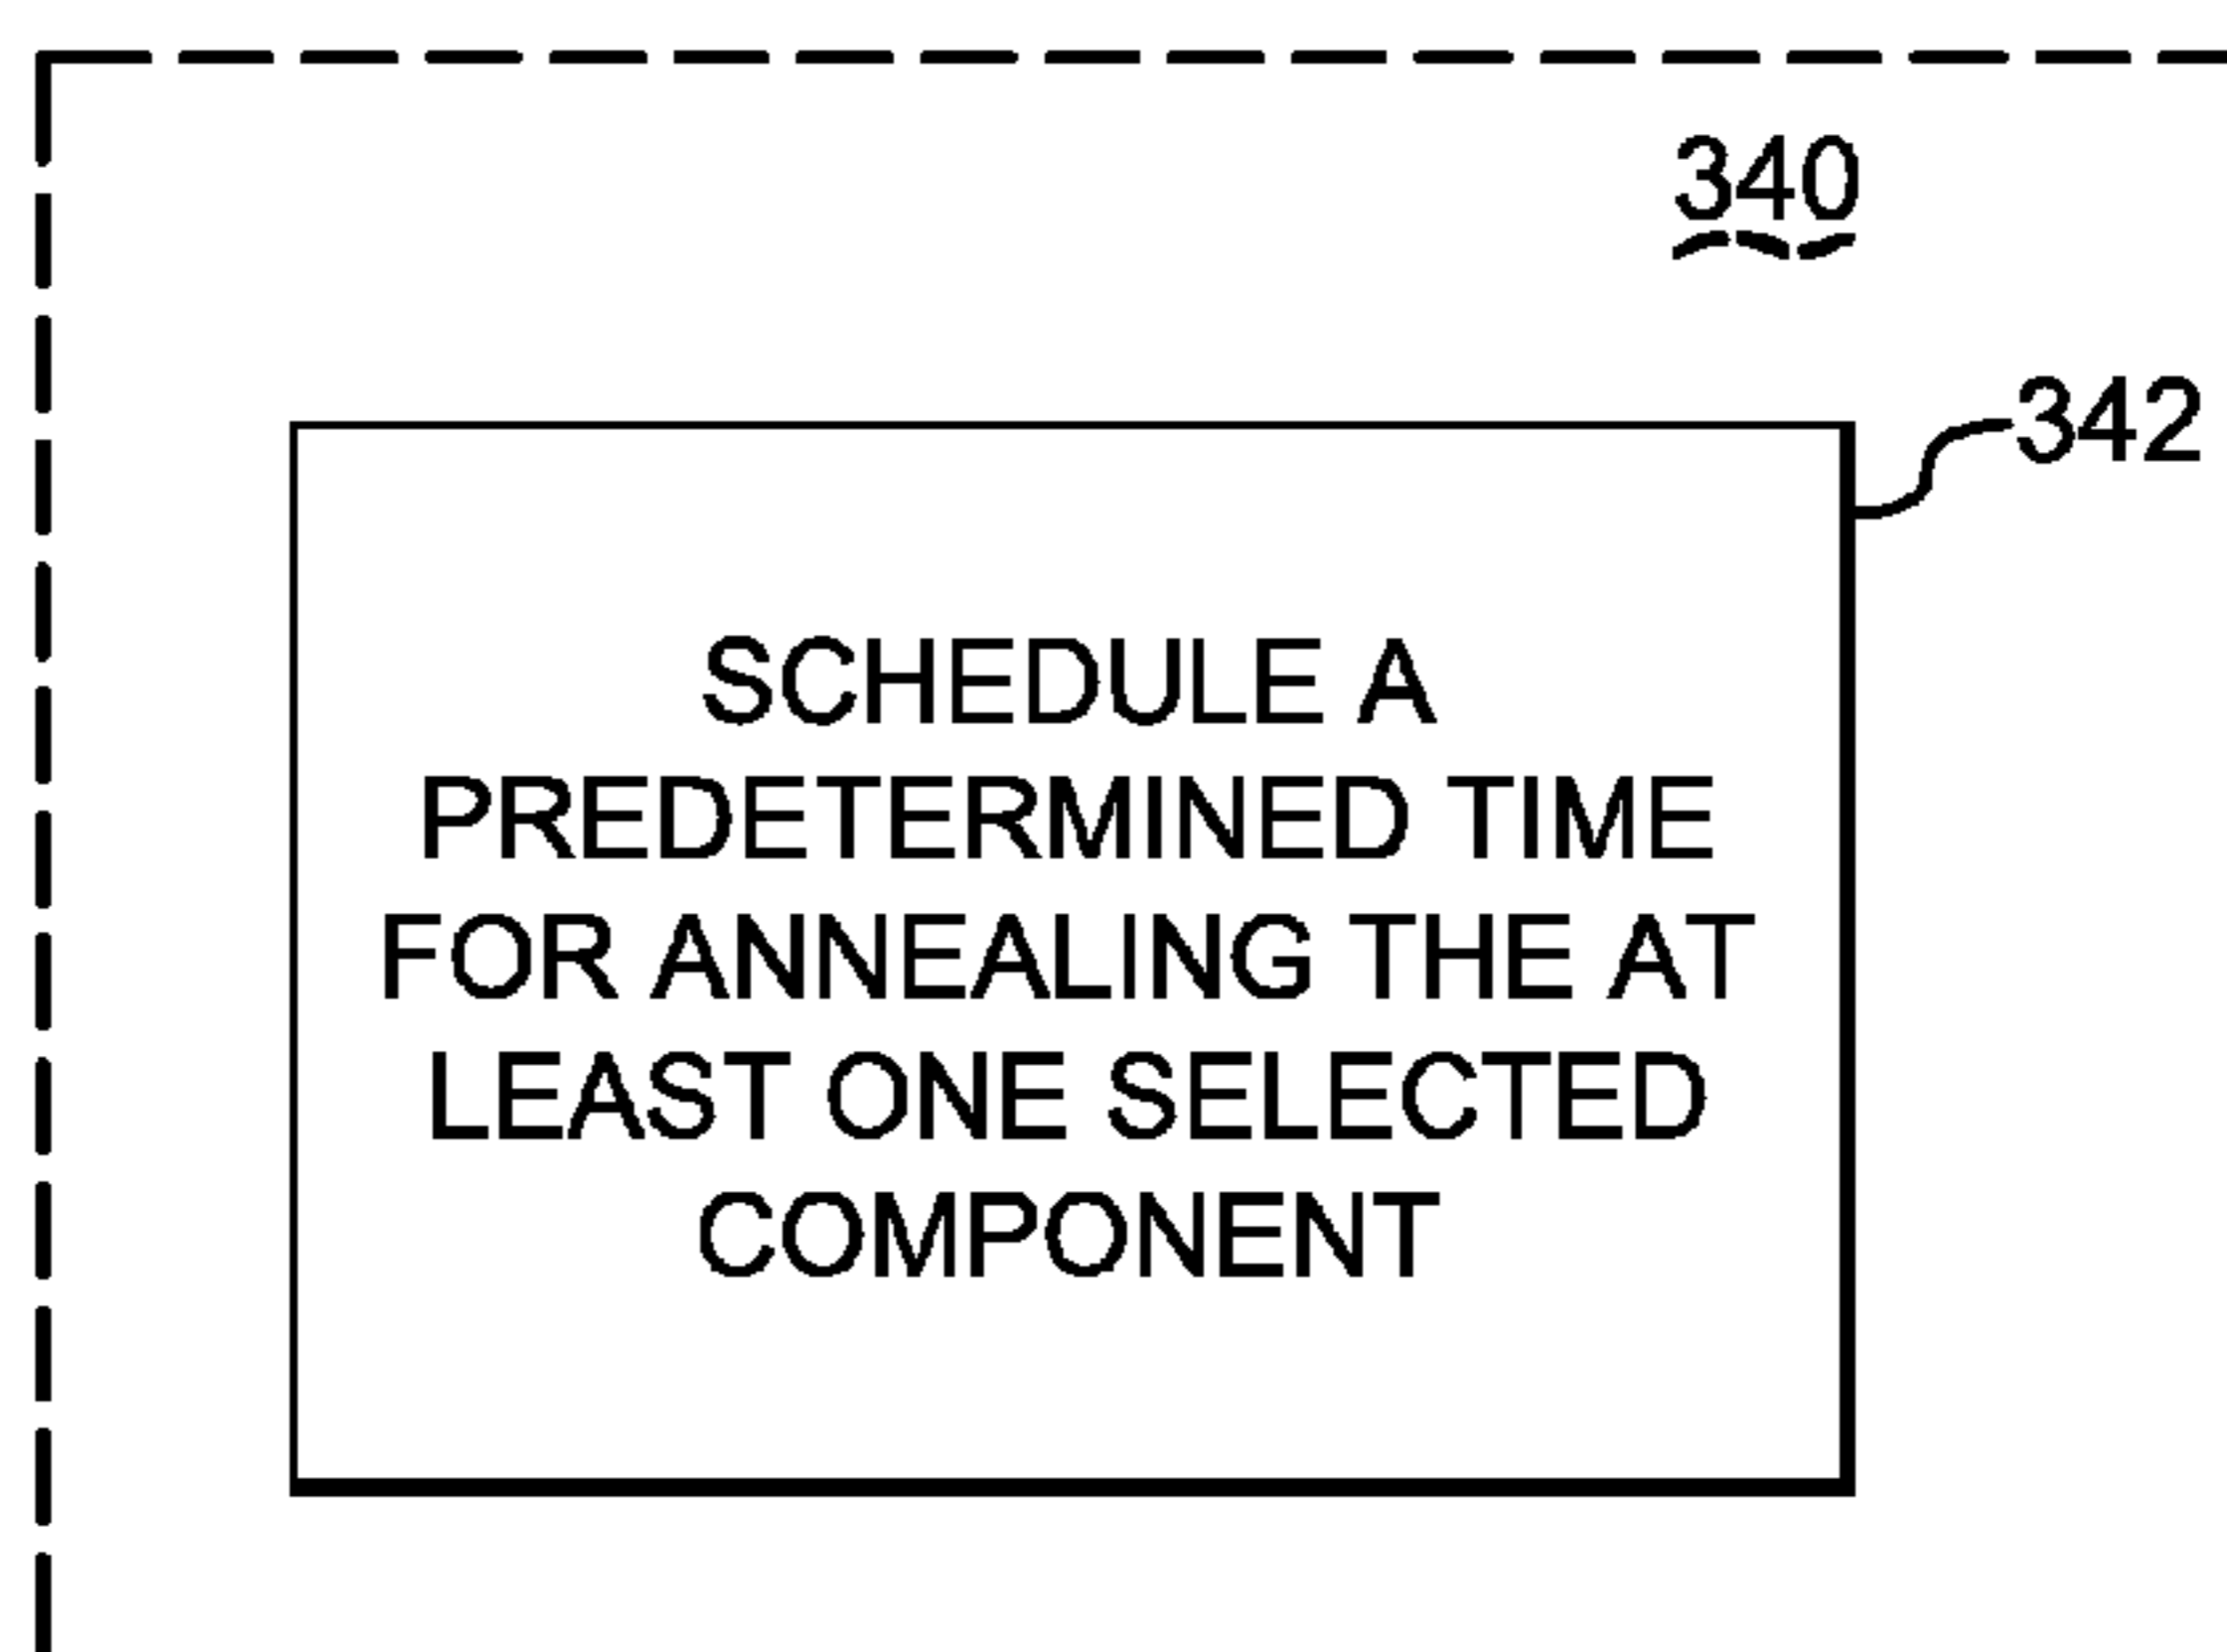 340
342
SCHEDULE A
PREDETERMINED TIME
FOR ANNEALING THE AT
LEAST ONE SELECTED
COMPONENT